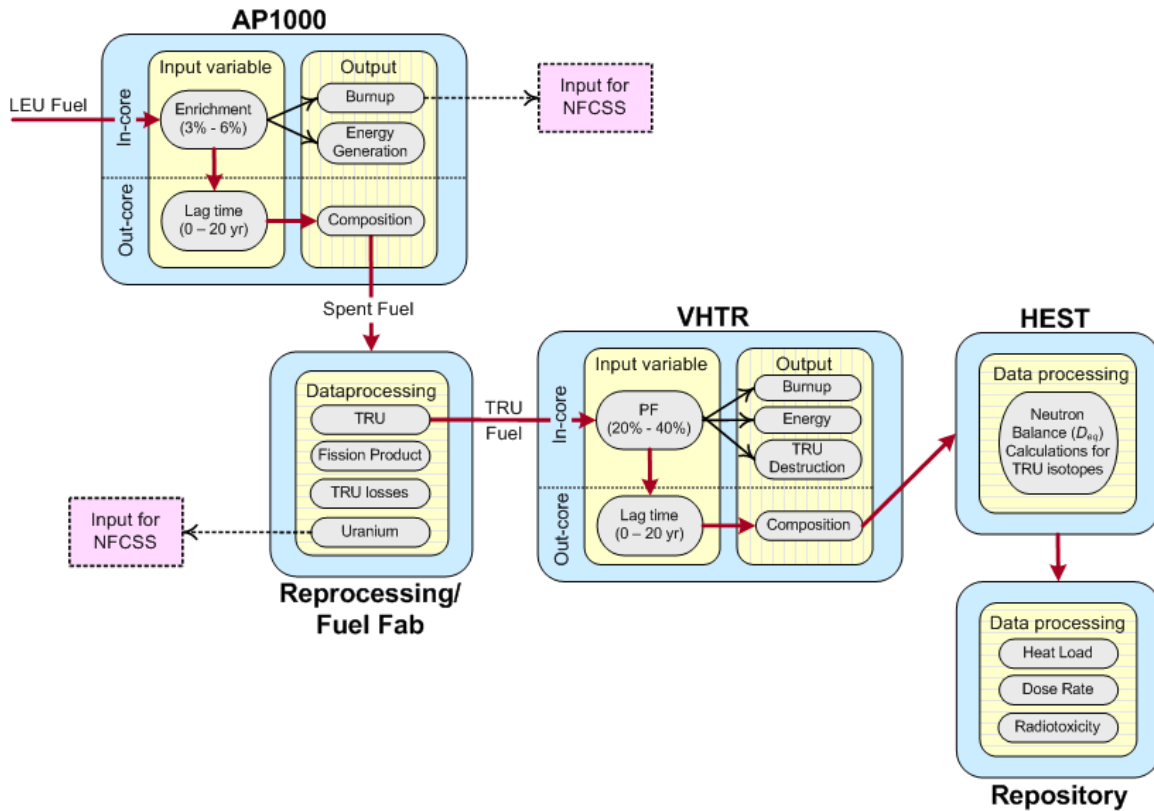 AP1000
LEU Fuel
In-core
Out-core
Input variable
Enrichment
(3% - 6%)
Lag time
(0 – 20 yr)
Output
Burnup
Energy
Generation
Composition
Input for
NFCSS
Spent Fuel
Dataprocessing
TRU
Fission Product
TRU losses
Uranium
Reprocessing/
Fuel Fab
Input for
NFCSS
TRU
Fuel
VHTR
In-core
Out-core
Input variable
PF
(20% - 40%)
Lag time
(0 – 20 yr)
Output
Burnup
Energy
TRU
Destruction
Composition
HEST
Data processing
Neutron
Balance (Deq)
Calculations for
TRU isotopes
Data processing
Heat Load
Dose Rate
Radiotoxicity
Repository